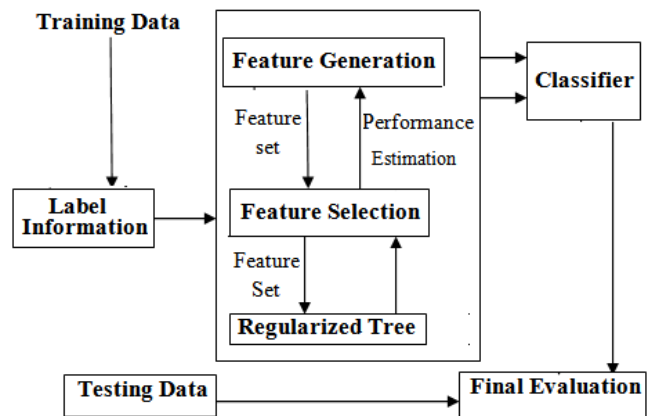 Training Data
Feature Generation
Classifier
Feature
set
Performance
Estimation
Label
Information
Feature Selection
Feature
Set
Regularized Tree
Testing Data
Final Evaluation